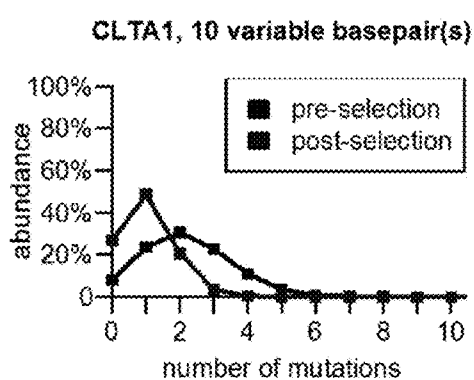 CLTA1, 10 variable basepair(s)
100%
80%
60%
40%
20%
0
abundance
pre-selection
post-selection
0 2 4 6 8 10
number of mutations